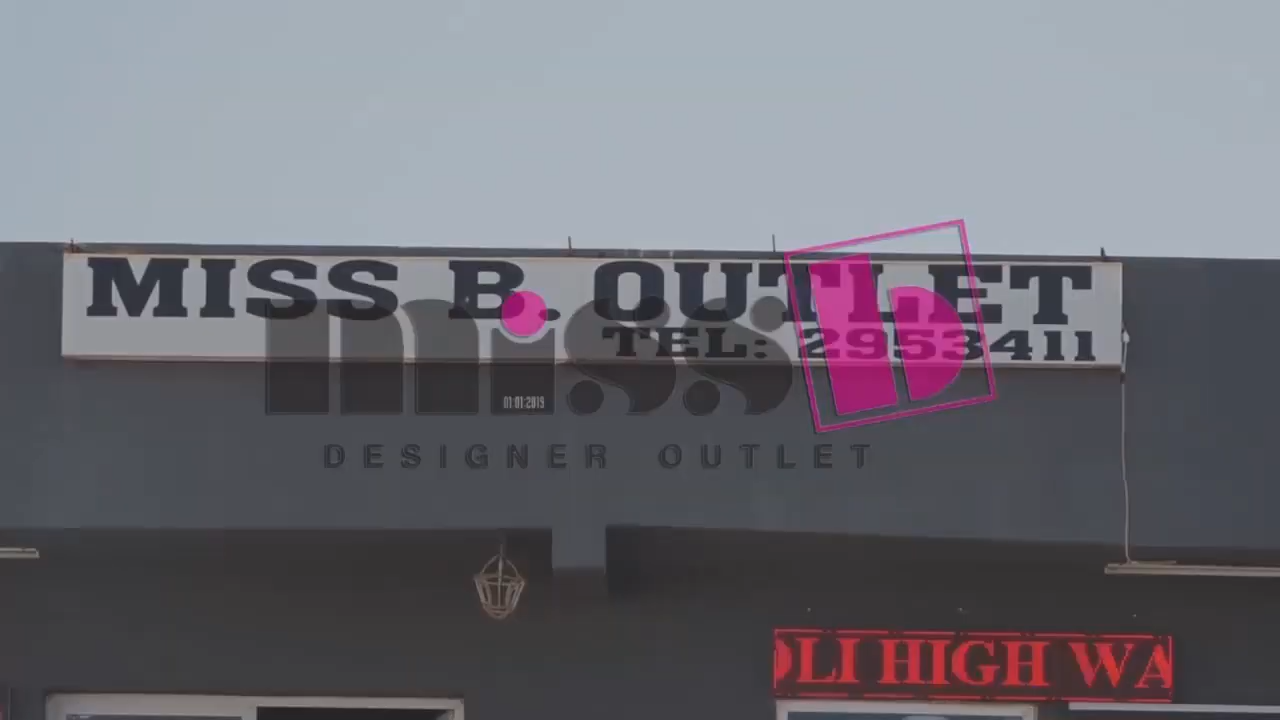 MISS B. OUTLET
TEL: 2953411
miss b
01·01·2019
DESIGNER OUTLET
LI HIGH WA